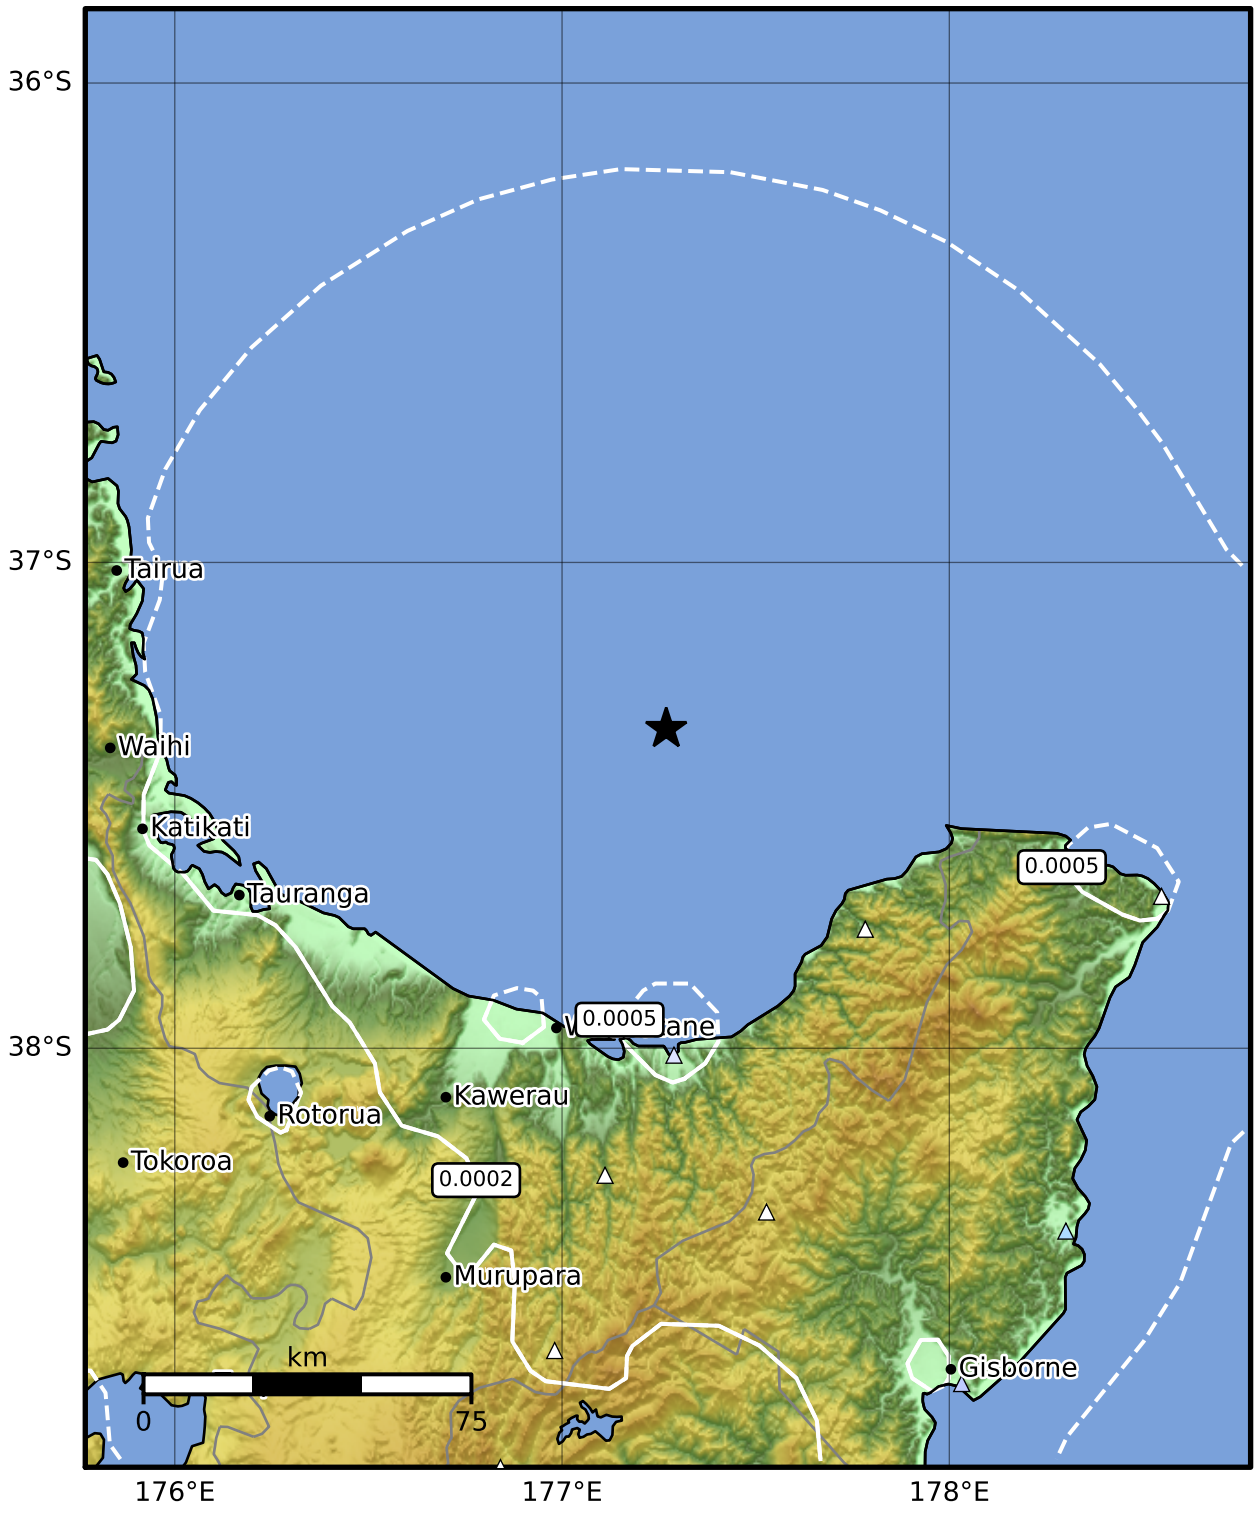 36°S
37°S
Tairua
Waihi
Katikati
0.0005
Tauranga
0.0005
ane
38°S
Kawerau
Rotorua
Tokoroa
0.0002
Murupara
km
Gisborne
0
75
176°E
177°E
178°E